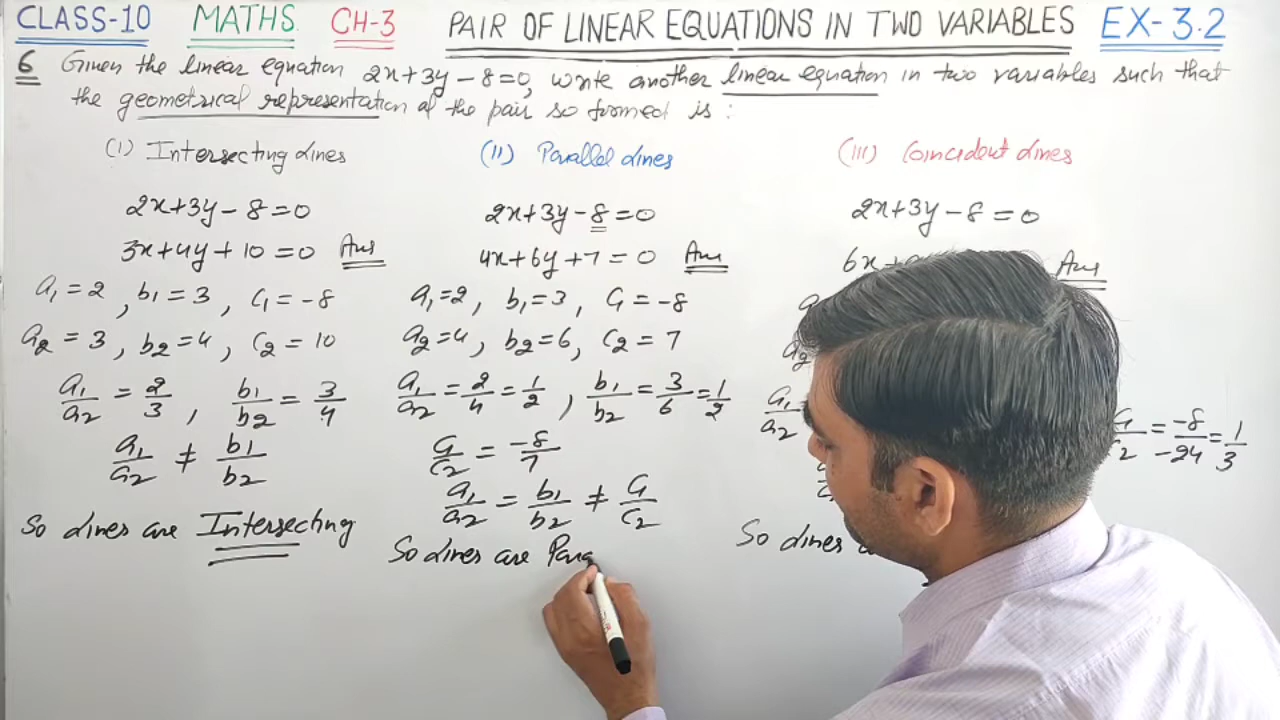 CLASS-10 MATHS CH-3 PAIR OF LINEAR EQUATIONS IN TWO VARIABLES EX-3.2
6 Given the linear equation 2x+3y-8=0, write another linear equation in two variables such that
the geometrical representation of the pair so formed is :
(I) Intersecting Lines
2x+3y-8=0
3x+4y+10=0 Ans
a₁=2, b₁=3, c₁=-8
a₂=3, b₂=4, c₂=10
a₁/a₂ = 2/3, b₁/b₂ = 3/4
a₁/a₂ ≠ b₁/b₂
So Lines are Intersecting
(II) Parallel Lines
2x+3y-8=0
4x+6y+7=0 Ans
a₁=2, b₁=3, c₁=-8
a₂=4, b₂=6, c₂=7
a₁/a₂ = 2/4 = 1/2, b₁/b₂ = 3/6 = 1/2
c₁/c₂ = -8/7
a₁/a₂ = b₁/b₂ ≠ c₁/c₂
So Lines are Para
(III) Coincident Lines
2x+3y-8=0
6x+ Ans
a₂
a₁/a₂ c₁/c₂ = -8/-24 = 1/3
So Lines